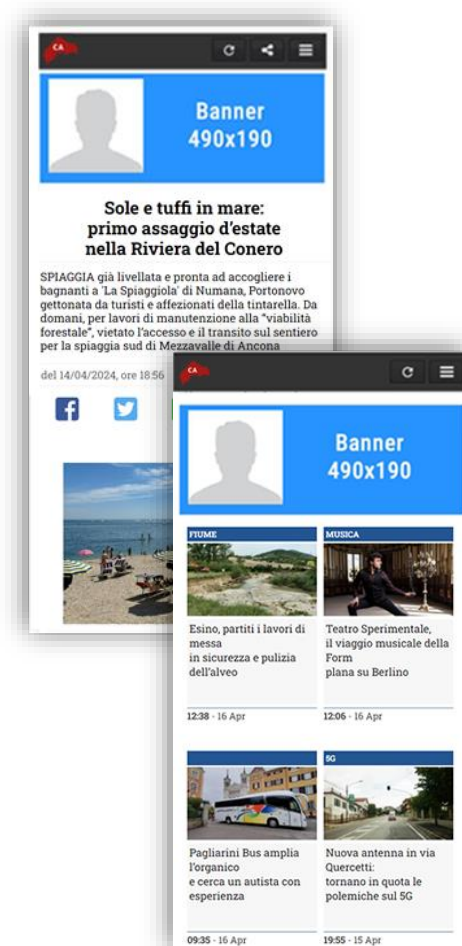 CA
Banner
490x190
Sole e tuffi in mare:
primo assaggio d'estate
nella Riviera del Conero
SPIAGGIA già livellata e pronta ad accogliere i
bagnanti a 'La Spiaggiola' di Numana, Portonovo
gettonata da turisti e affezionati della tintarella. Da
domani, per lavori di manutenzione alla “viabilità
forestale”, vietato l'accesso e il transito sul sentiero
per la spiaggia sud di Mezzavalle di Ancona
del 14/04/2024, ore 18:56
CA
Banner
490x190
FIUME
Esino, partiti i lavori di
messa
in sicurezza e pulizia
dell'alveo
12:38 - 16 Apr
MUSICA
Teatro Sperimentale,
il viaggio musicale della
Form
plana su Berlino
12:06 - 16 Apr
Pagliarini Bus amplia
l'organico
e cerca un autista con
esperienza
09:35 - 16 Apr
5G
Nuova antenna in via
Quercetti:
tornano in quota le
polemiche sul 5G
19:55 - 15 Apr